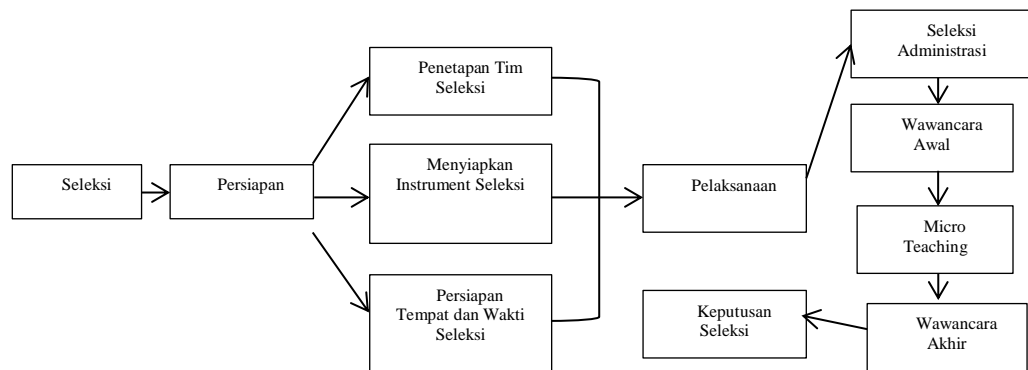 Seleksi
Persiapan
Penetapan Tim
Seleksi
Menyiapkan
Instrument Seleksi
Persiapan
Tempat dan Wakti
Seleksi
Pelaksanaan
Seleksi
Administrasi
Wawancara
Awal
Micro
Teaching
Wawancara
Akhir
Keputusan
Seleksi